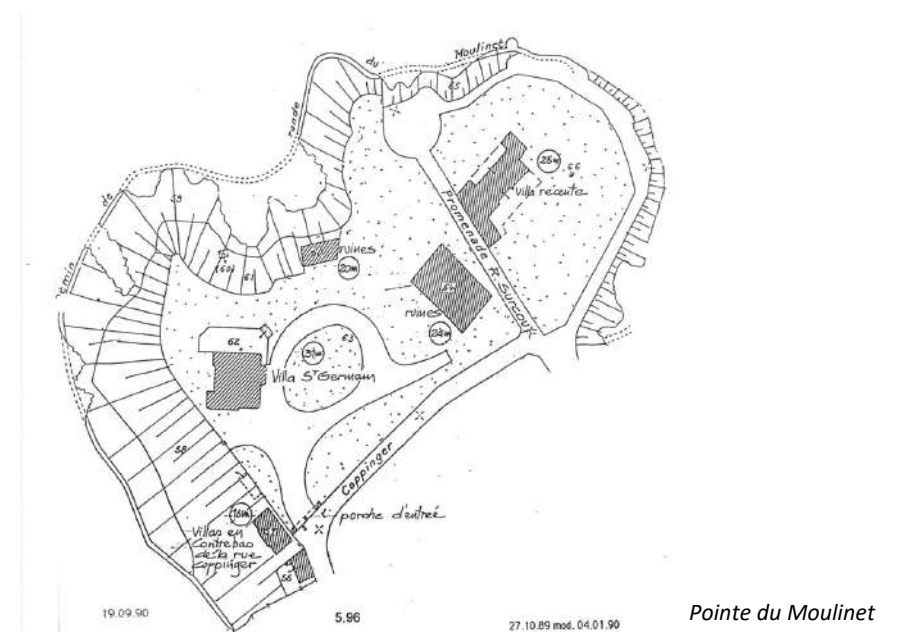 Moulinet
du
65
ronde
de
Chemin
59
(60)
61
ruines
20m
28m
66
Villa récente
Promenade R. Surcouf
ruines
24m
62
31m
63
Villa St Germain
58
Coppinger
porche d'entreé
16m
Villas en
Contrebas
de la rue
Coppinger
56
19.09.90
5.96
27.10.89 mod. 04.01.90
Pointe du Moulinet